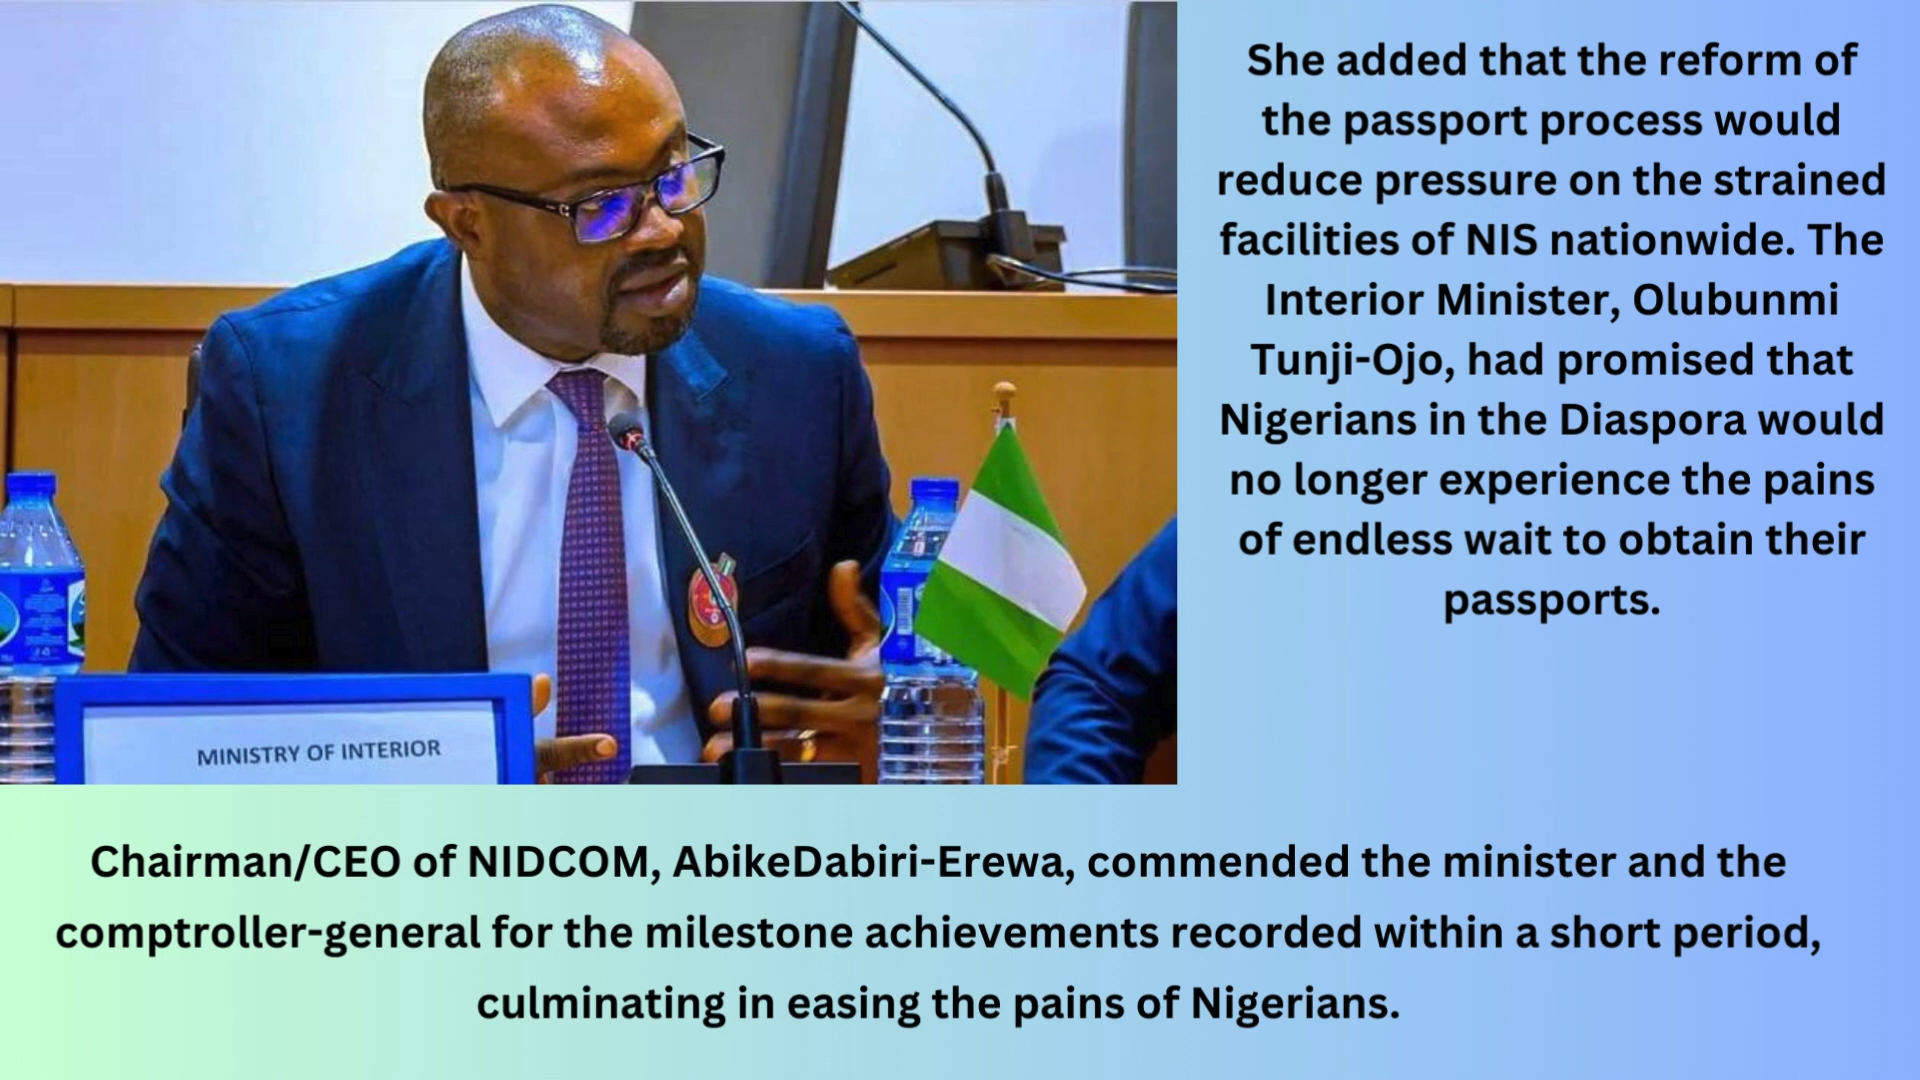 She added that the reform of
the passport process would
reduce pressure on the strained
facilities of NIS nationwide. The
Interior Minister, Olubunmi
Tunji-Ojo, had promised that
Nigerians in the Diaspora would
no longer experience the pains
of endless wait to obtain their
passports.
MINISTRY OF INTERIOR
Chairman/CEO of NIDCOM, AbikeDabiri-Erewa, commended the minister and the
comptroller-general for the milestone achievements recorded within a short period,
culminating in easing the pains of Nigerians.